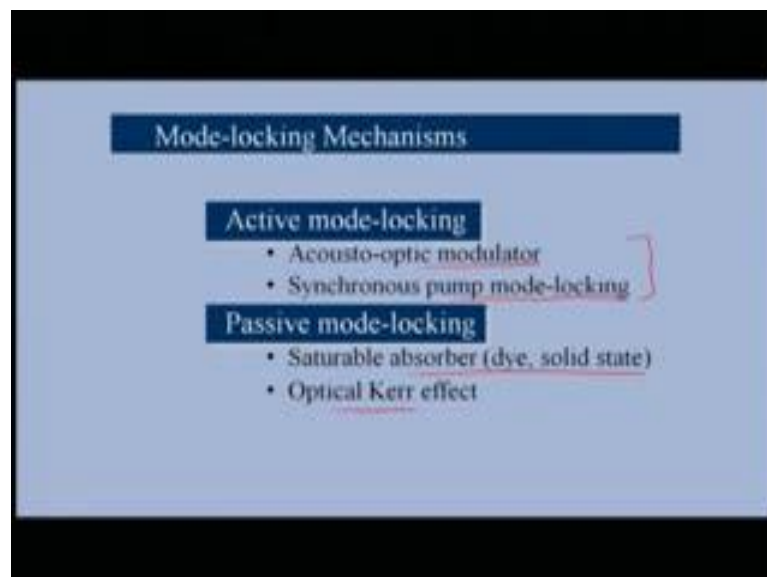 Mode-locking Mechanisms
Active mode-locking
• Acousto-optic modulator
• Synchronous pump mode-locking
Passive mode-locking
• Saturable absorber (dye, solid state)
• Optical Kerr effect